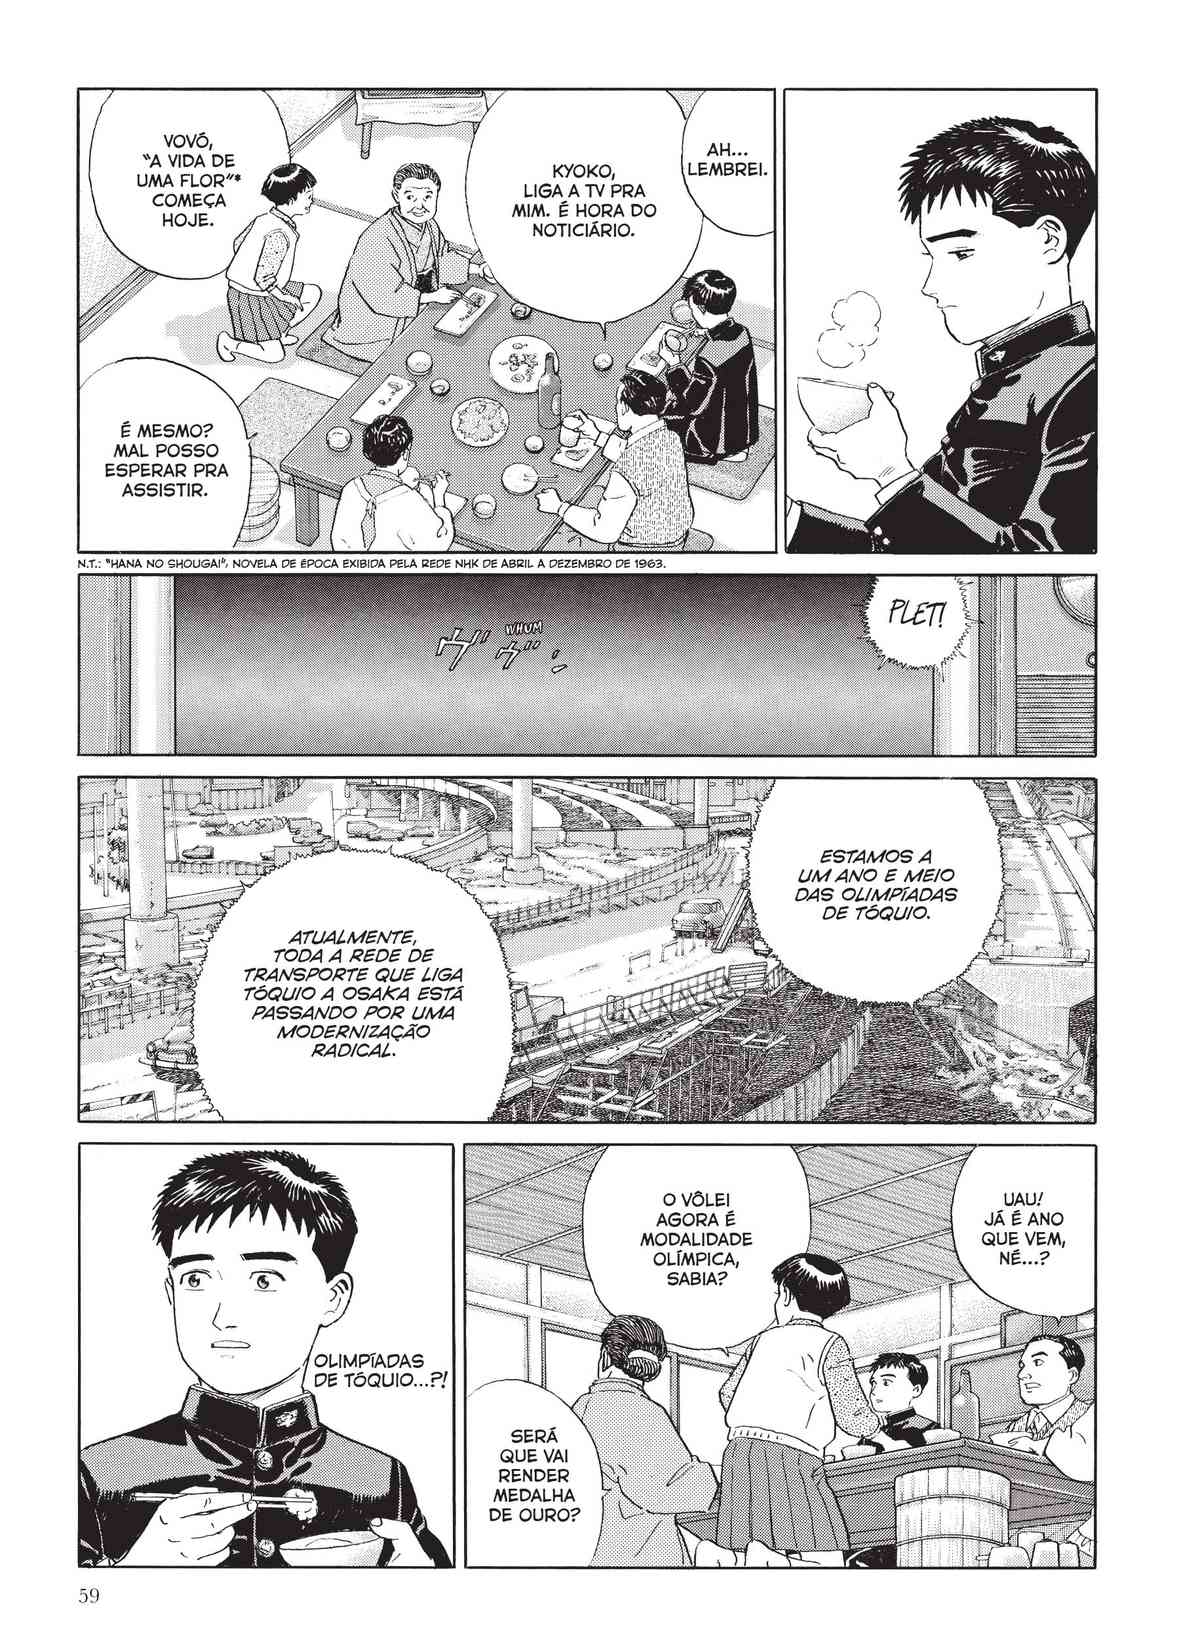 AH...
LEMBREI.
KYOKO,
LIGA A TV PRA
MIM. É HORA DO
NOTICIÁRIO.
VOVÓ,
"A VIDA DE
UMA FLOR"*
COMEÇA
HOJE.
É MESMO?
MAL POSSO
ESPERAR PRA
ASSISTIR.
N.T.: "HANA NO SHOUGAI", NOVELA DE ÉPOCA EXIBIDA PELA REDE NHK DE ABRIL A DEZEMBRO DE 1963.
PLET!
WHUM
ヴヴン
ESTAMOS A
UM ANO E MEIO
DAS OLIMPÍADAS
DE TÓQUIO.
ATUALMENTE,
TODA A REDE DE
TRANSPORTE QUE LIGA
TÓQUIO A OSAKA ESTÁ
PASSANDO POR UMA
MODERNIZAÇÃO
RADICAL.
UAU!
JÁ É ANO
QUE VEM,
NÉ...?
O VÔLEI
AGORA É
MODALIDADE
OLÍMPICA,
SABIA?
SERÁ
QUE VAI
RENDER
MEDALHA
DE OURO?
OLIMPÍADAS
DE TÓQUIO...?!
59